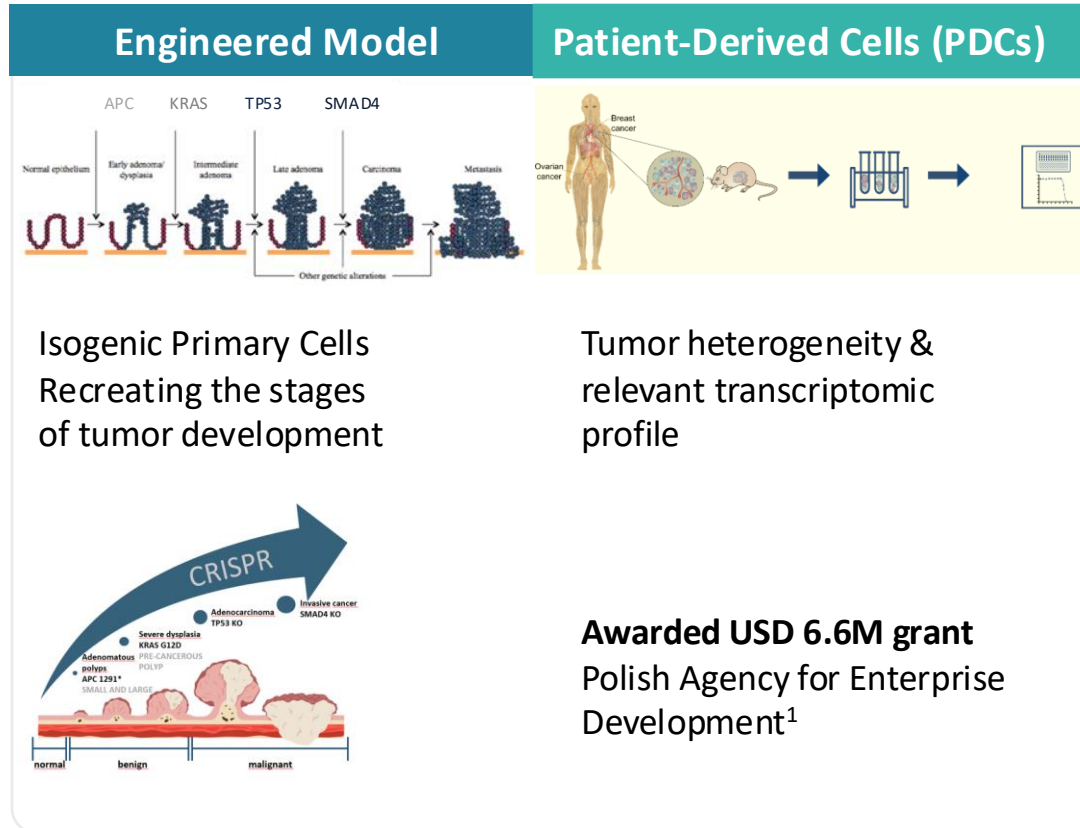 Engineered Model
Patient-Derived Cells (PDCs)
APC KRAS TP53 SMAD4
Normal epithelium
Early adenoma/
dysplasia
Intermediate
adenoma
Late adenoma
Carcinoma
Metastasis
Other genetic alterations
Breast
cancer
Ovarian
cancer
Isogenic Primary Cells
Recreating the stages
of tumor development
Tumor heterogeneity &
relevant transcriptomic
profile
CRISPR
Invasive cancer
SMAD4 KO
Adenocarcinoma
TP53 KO
Severe dysplasia
KRAS G12D
PRE-CANCEROUS
POLYP
Adenomatous
polyps
APC 1291*
SMALL AND LARGE
normal benign malignant
Awarded USD 6.6M grant
Polish Agency for Enterprise
Development1